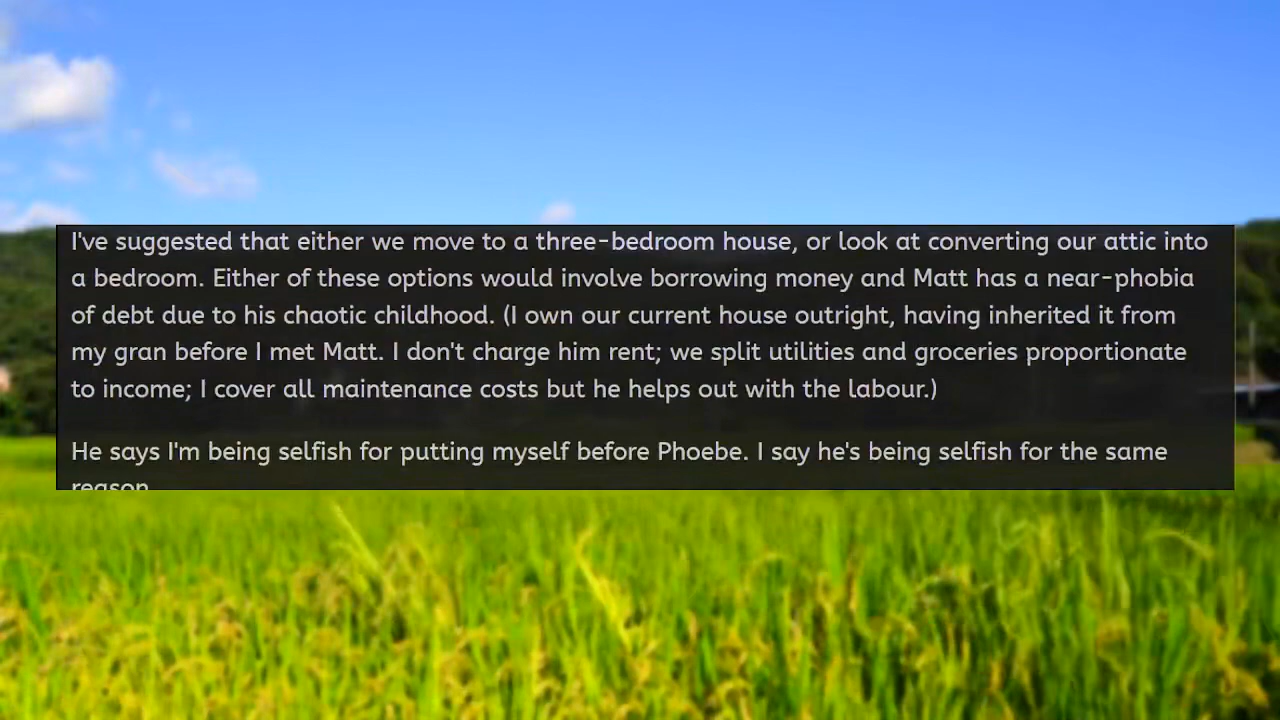 I've suggested that either we move to a three-bedroom house, or look at converting our attic into
a bedroom. Either of these options would involve borrowing money and Matt has a near-phobia
of debt due to his chaotic childhood. (I own our current house outright, having inherited it from
my gran before I met Matt. I don't charge him rent; we split utilities and groceries proportionate
to income; I cover all maintenance costs but he helps out with the labour.)
He says I'm being selfish for putting myself before Phoebe. I say he's being selfish for the same
reason